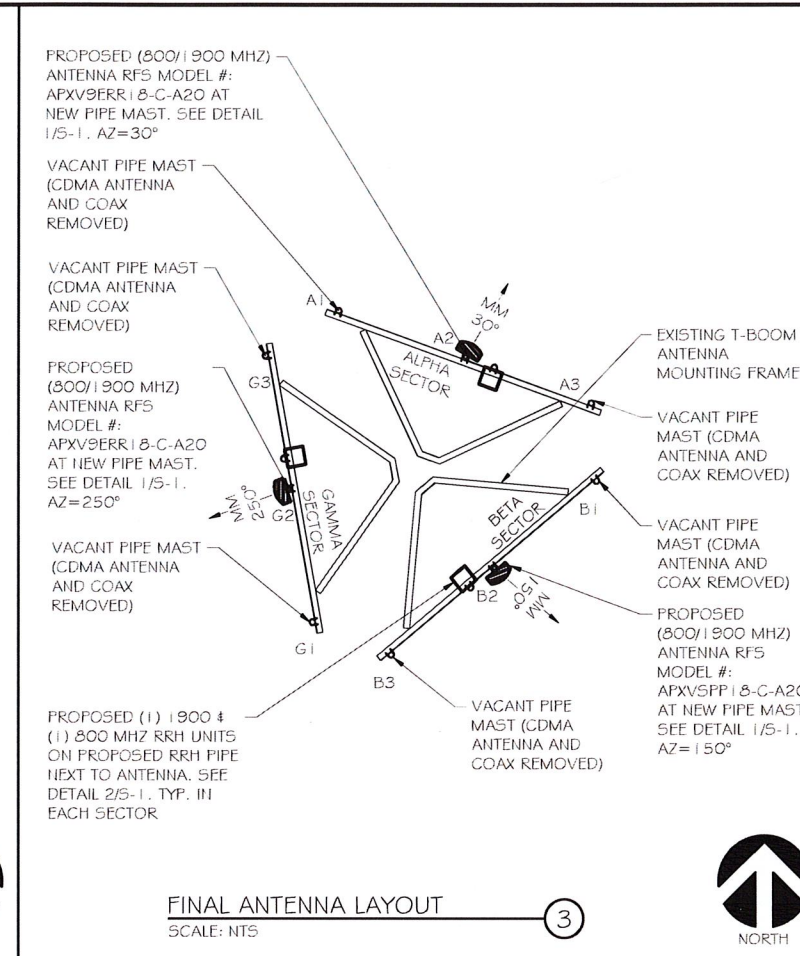 PROPOSED (800/1900 MHZ)
ANTENNA RFS MODEL #:
APXV9ERR18-C-A20 AT
NEW PIPE MAST. SEE DETAIL
1/S-1. AZ=30°
VACANT PIPE MAST
(CDMA ANTENNA
AND COAX
REMOVED)
VACANT PIPE MAST
(CDMA ANTENNA
AND COAX
REMOVED)
PROPOSED
(800/1900 MHZ)
ANTENNA RFS
MODEL #:
APXV9ERR18-C-A20
AT NEW PIPE MAST.
SEE DETAIL 1/S-1.
AZ=250°
VACANT PIPE MAST
(CDMA ANTENNA
AND COAX
REMOVED)
PROPOSED (1) 1900 &
(1) 800 MHZ RRH UNITS
ON PROPOSED RRH PIPE
NEXT TO ANTENNA. SEE
DETAIL 2/S-1. TYP. IN
EACH SECTOR
A1
A2
A3
MM
30°
ALPHA
SECTOR
G3
G2
G1
MM
250°
GAMMA
SECTOR
B1
B2
B3
MM
150°
BETA
SECTOR
EXISTING T-BOOM
ANTENNA
MOUNTING FRAME
VACANT PIPE
MAST (CDMA
ANTENNA AND
COAX REMOVED)
VACANT PIPE
MAST (CDMA
ANTENNA AND
COAX REMOVED)
PROPOSED
(800/1900 MHZ)
ANTENNA RFS
MODEL #:
APXVSPP18-C-A20
AT NEW PIPE MAST
SEE DETAIL 1/S-1.
AZ=150°
VACANT PIPE
MAST (CDMA
ANTENNA AND
COAX REMOVED)
FINAL ANTENNA LAYOUT
SCALE: NTS
3
NORTH